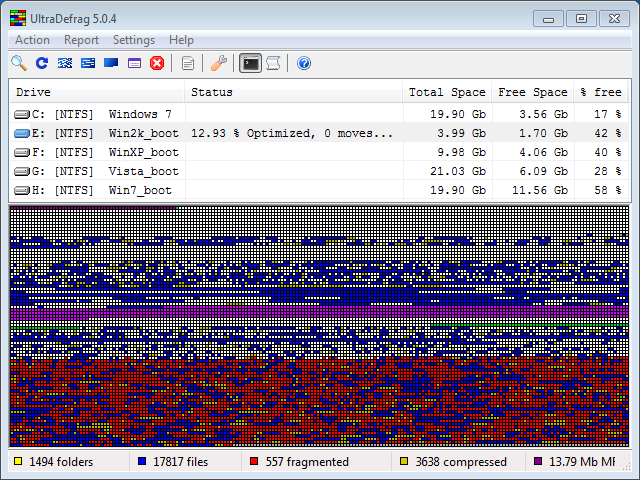 UltraDefrag 5.0.4
Action Report Settings Help
Drive Status Total Space Free Space % free
C: [NTFS] Windows 7 19.90 Gb 3.56 Gb 17 %
E: [NTFS] Win2k_boot 12.93 % Optimized, 0 moves... 3.99 Gb 1.70 Gb 42 %
F: [NTFS] WinXP_boot 9.98 Gb 4.06 Gb 40 %
G: [NTFS] Vista_boot 21.03 Gb 6.09 Gb 28 %
H: [NTFS] Win7_boot 19.90 Gb 11.56 Gb 58 %
1494 folders 17817 files 557 fragmented 3638 compressed 13.79 Mb MF